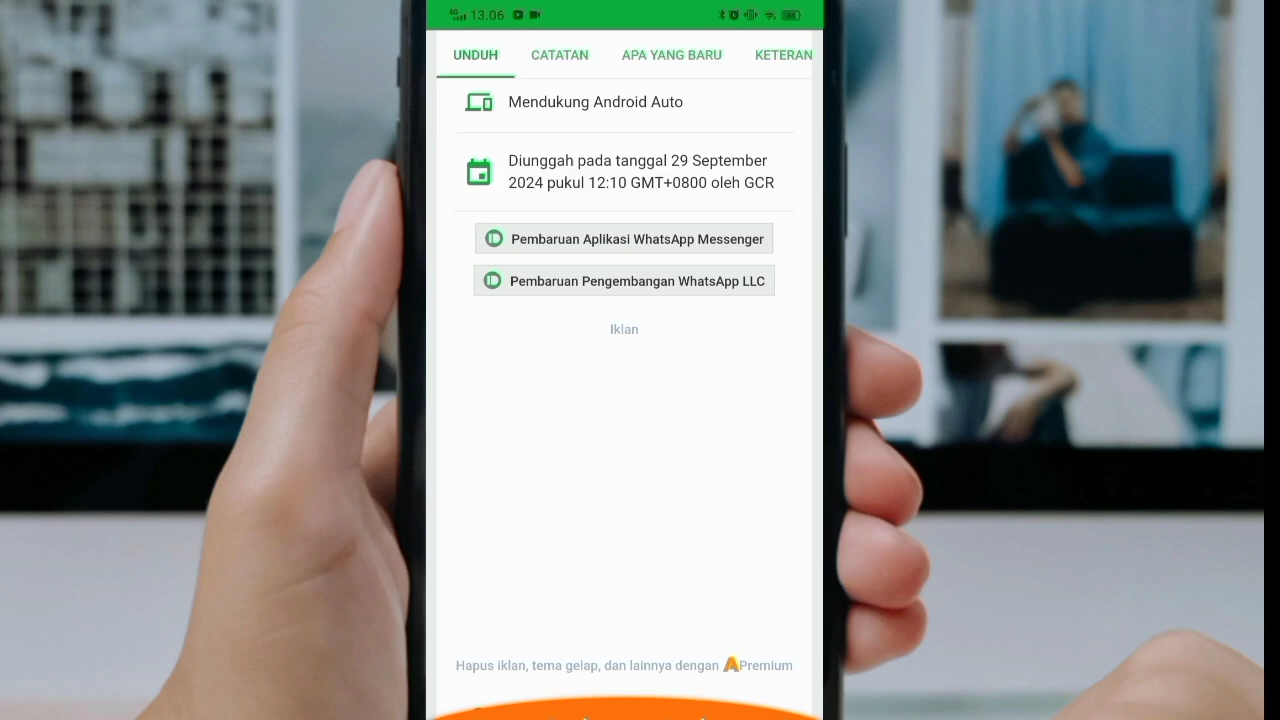 4G 13.06
UNDUH CATATAN APA YANG BARU KETERAN
Mendukung Android Auto
Diunggah pada tanggal 29 September
2024 pukul 12:10 GMT+0800 oleh GCR
Pembaruan Aplikasi WhatsApp Messenger
Pembaruan Pengembangan WhatsApp LLC
Iklan
Hapus iklan, tema gelap, dan lainnya dengan Premium